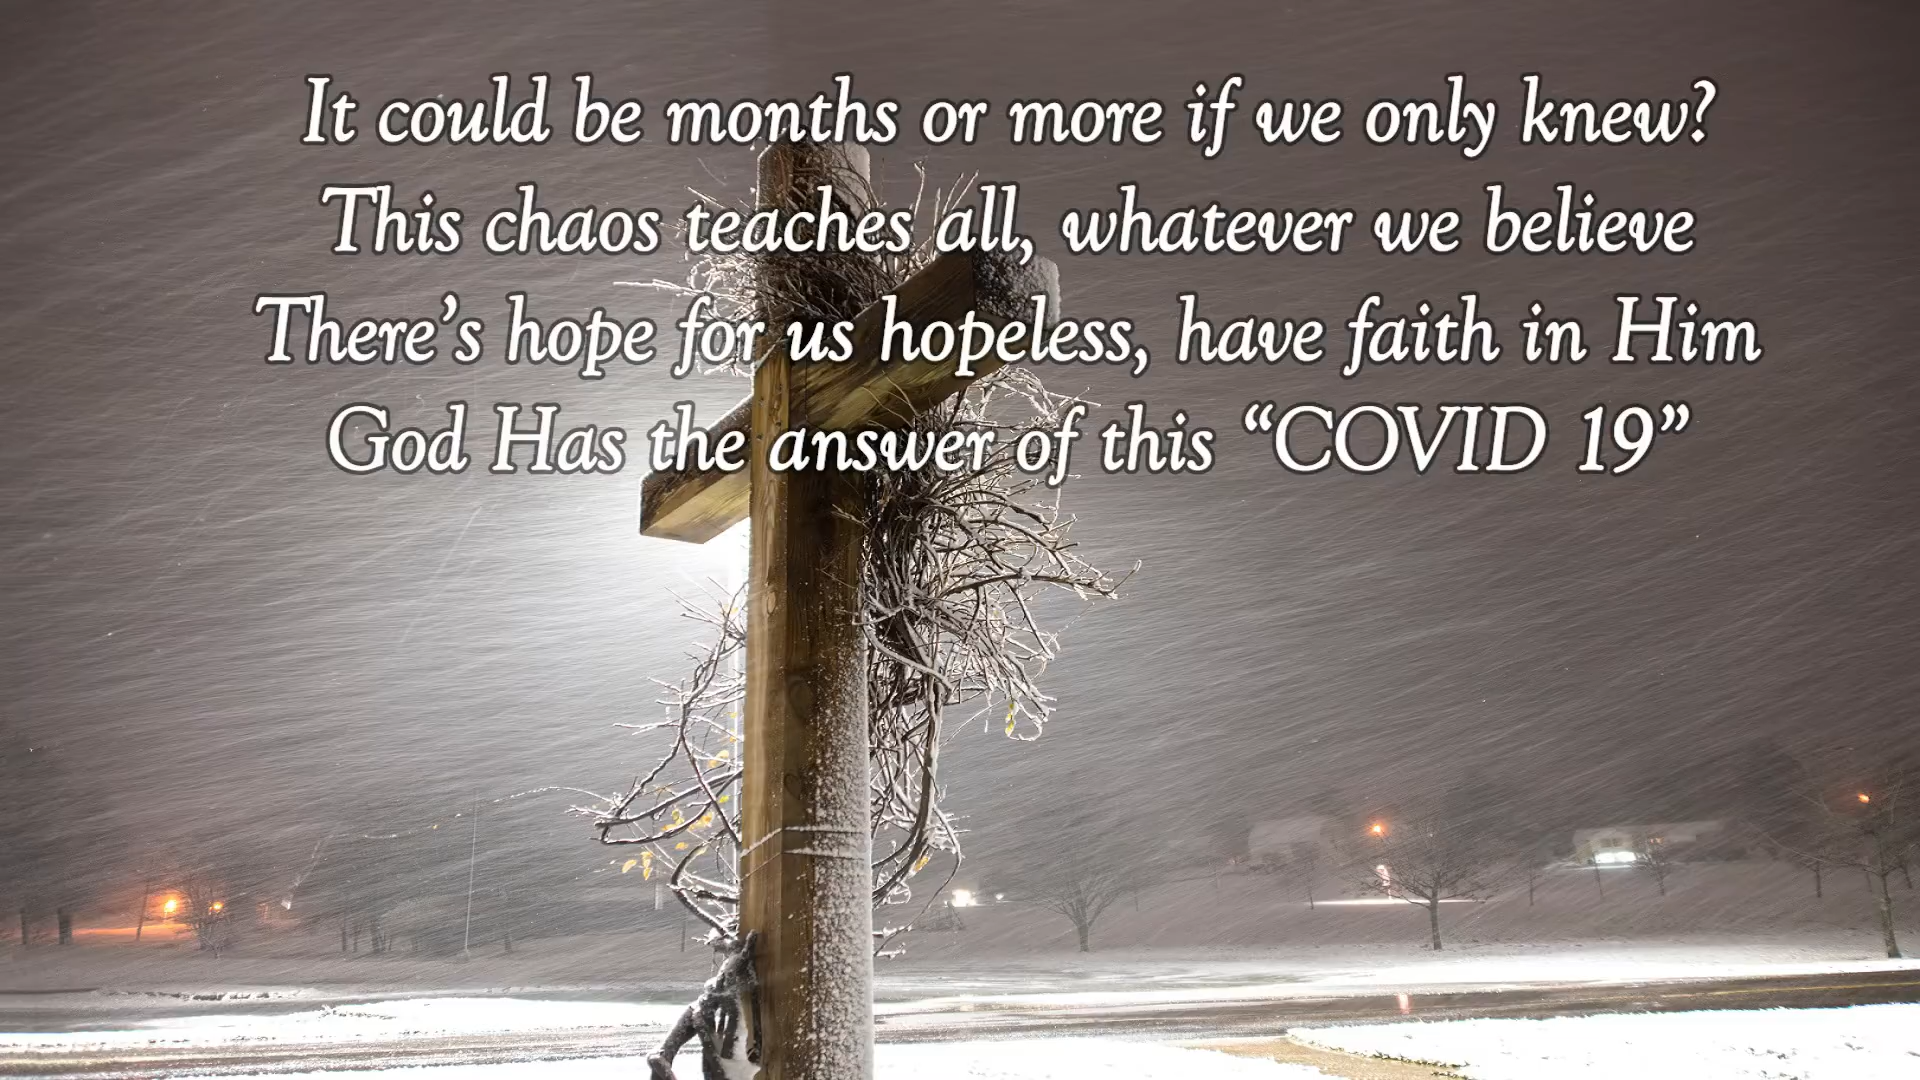 It could be months or more if we only knew?
This chaos teaches all, whatever we believe
There’s hope for us hopeless, have faith in Him
God Has the answer of this “COVID 19”